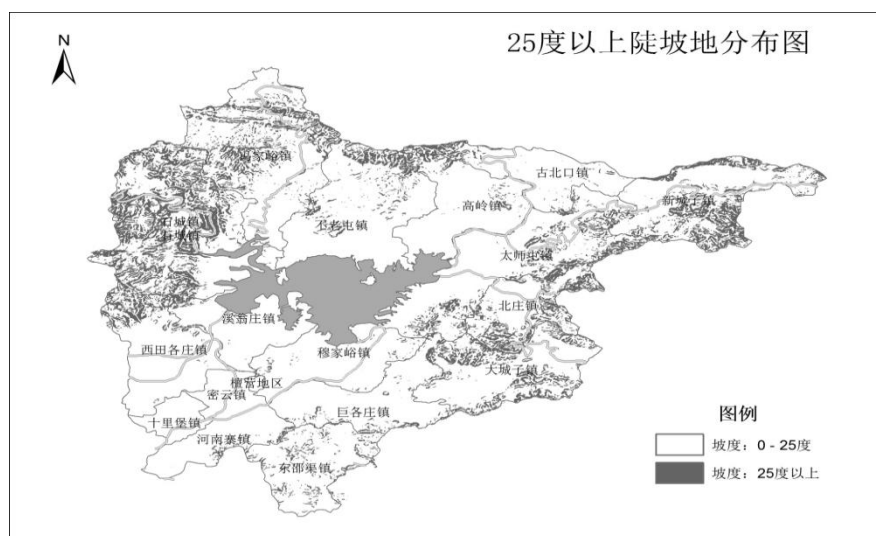 N
25度以上陡坡地分布图
冯家峪镇
古北口镇
石城镇
石城镇
不老屯镇
高岭镇
新城子镇
太师屯镇
北庄镇
溪翁庄镇
西田各庄镇
穆家峪镇
大城子镇
檀营地区
密云镇
巨各庄镇
十里堡镇
河南寨镇
东邵渠镇
图例
坡度：0 - 25度
坡度：25度以上